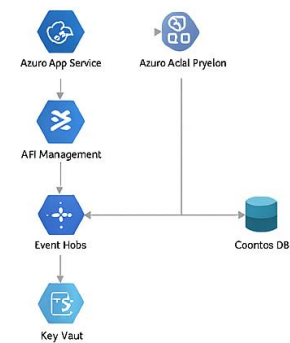 Azuro App Service
Azuro Aclal Pryelon
AFI Management
Event Hobs
Coontos DB
Key Vaut